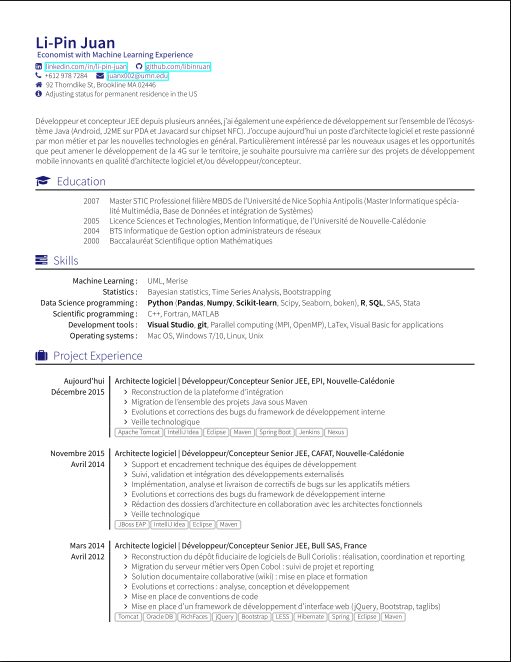 Li-Pin Juan
Economist with Machine Learning Experience
linkedin.com/in/li-pin-juan github.com/libinruan
+612 978 7284 juanx002@umn.edu
92 Thorndike St, Brookline MA 02446
Adjusting status for permanent residence in the US
Développeur et concepteur JEE depuis plusieurs années, j'ai également une expérience de développement sur l'ensemble de l'écosys-
tème Java (Android, J2ME sur PDA et Javacard sur chipset NFC). J'occupe aujourd'hui un poste d'architecte logiciel et reste passionné
par mon métier et par les nouvelles technologies en général. Particulièrement intéressé par les nouveaux usages et les opportunités
que peut amener le développement de la 4G sur le territoire, je souhaite poursuivre ma carrière sur des projets de développement
mobile innovants en qualité d'architecte logiciel et/ou développeur/concepteur.
Education
2007 Master STIC Professionel filière MBDS de l'Université de Nice Sophia Antipolis (Master Informatique spécia-
lité Multimédia, Base de Données et intégration de Systèmes)
2005 Licence Sciences et Technologies, Mention Informatique, de l'Université de Nouvelle-Calédonie
2004 BTS Informatique de Gestion option administrateurs de réseaux
2000 Baccalauréat Scientifique option Mathématiques
Skills
Machine Learning : UML, Merise
Statistics : Bayesian statistics, Time Series Analysis, Bootstrapping
Data Science programming : Python (Pandas, Numpy, Scikit-learn, Scipy, Seaborn, boken), R, SQL, SAS, Stata
Scientific programming : C++, Fortran, MATLAB
Development tools : Visual Studio, git, Parallel computing (MPI, OpenMP), LaTex, Visual Basic for applications
Operating systems : Mac OS, Windows 7/10, Linux, Unix
Project Experience
Aujourd'hui Architecte logiciel | Développeur/Concepteur Senior JEE, EPI, Nouvelle-Calédonie
Décembre 2015 > Reconstruction de la plateforme d'intégration
> Migration de l'ensemble des projets Java sous Maven
> Evolutions et corrections des bugs du framework de développement interne
> Veille technologique
Apache Tomcat IntelliJ Idea Eclipse Maven Spring Boot Jenkins Nexus
Novembre 2015 Architecte logiciel | Développeur/Concepteur Senior JEE, CAFAT, Nouvelle-Calédonie
Avril 2014 > Support et encadrement technique des équipes de développement
> Suivi, validation et intégration des développements externalisés
> Implémentation, analyse et livraison de correctifs de bugs sur les applicatifs métiers
> Evolutions et corrections des bugs du framework de développement interne
> Rédaction des dossiers d'architecture en collaboration avec les architectes fonctionnels
> Veille technologique
JBoss EAP IntelliJ Idea Eclipse Maven
Mars 2014 Architecte logiciel | Développeur/Concepteur Senior JEE, Bull SAS, France
Avril 2012 > Reconstruction du dépôt fiduciaire de logiciels de Bull Coriolis : réalisation, coordination et reporting
> Migration du serveur métier vers Open Cobol : suivi de projet et reporting
> Solution documentaire collaborative (wiki) : mise en place et formation
> Evolutions et corrections : analyse, conception et développement
> Mise en place de conventions de code
> Mise en place d'un framework de développement d'interface web (jQuery, Bootstrap, taglibs)
Tomcat Oracle DB RichFaces jQuery Bootstrap LESS Hibernate Spring Eclipse Maven